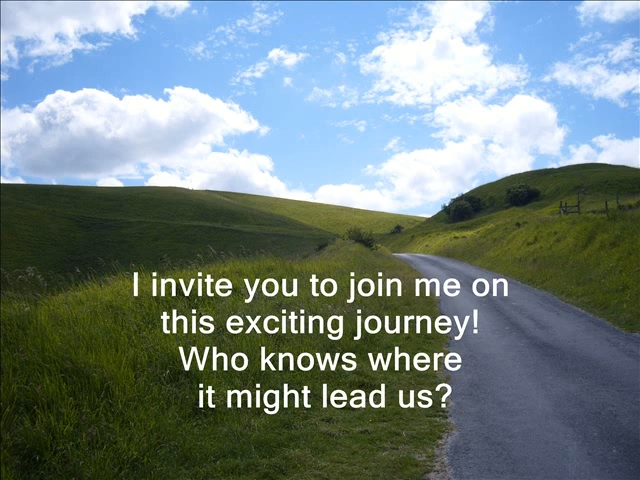 I invite you to join me on
this exciting journey!
Who knows where
it might lead us?